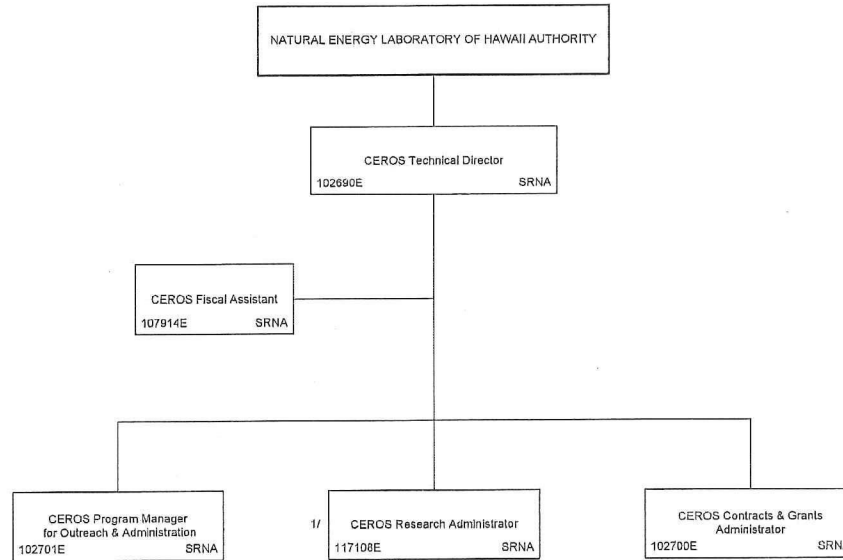 NATURAL ENERGY LABORATORY OF HAWAII AUTHORITY
CEROS Technical Director
102690E SRNA
CEROS Fiscal Assistant
107914E SRNA
CEROS Program Manager
for Outreach & Administration
102701E SRNA
1/
CEROS Research Administrator
117108E SRNA
CEROS Contracts & Grants
Administrator
102700E SRNA